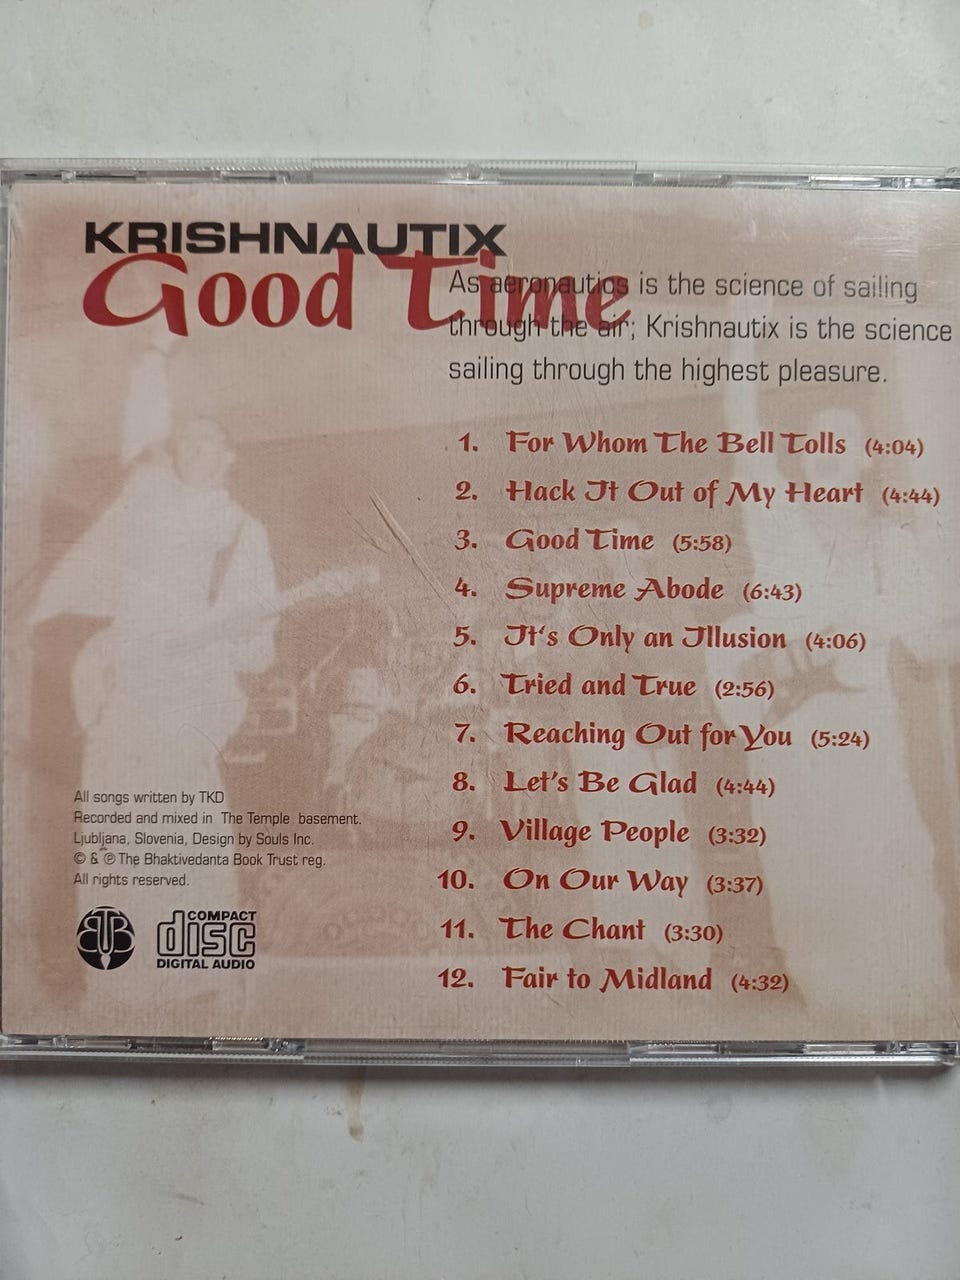 KRISHNAUTIX
Good Time
As aeronautics is the science of sailing
through the air; Krishnautix is the science
sailing through the highest pleasure.
1. For Whom The Bell Tolls (4:04)
2. Hack It Out of My Heart (4:44)
3. Good Time (5:58)
4. Supreme Abode (6:43)
5. It's Only an Illusion (4:06)
6. Tried and True (2:56)
7. Reaching Out for You (5:24)
8. Let's Be Glad (4:44)
9. Village People (3:32)
10. On Our Way (3:37)
11. The Chant (3:30)
12. Fair to Midland (4:32)
All songs written by TKD
Recorded and mixed in The Temple basement.
Ljubljana, Slovenia, Design by Souls Inc.
© & ℗ The Bhaktivedanta Book Trust reg.
All rights reserved.
BBT
COMPACT
disc
DIGITAL AUDIO